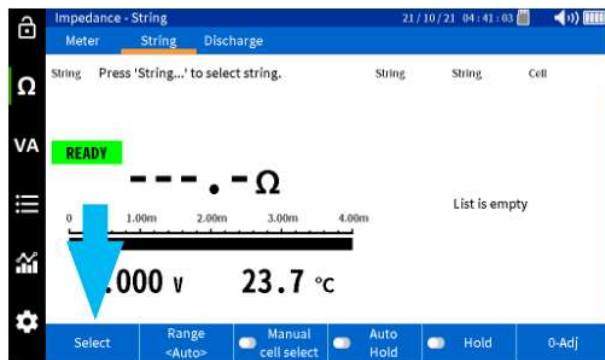 Impedance - String 21/10/21 04:41:03
Meter String Discharge
String Press 'String...' to select string. String String Cell
Ω
VA
READY
---.-Ω
List is empty
0 1.00m 2.00m 3.00m 4.00m
.000 V 23.7 °C
Select
Range
<Auto>
Manual
cell select
Auto
Hold
Hold
0-Adj